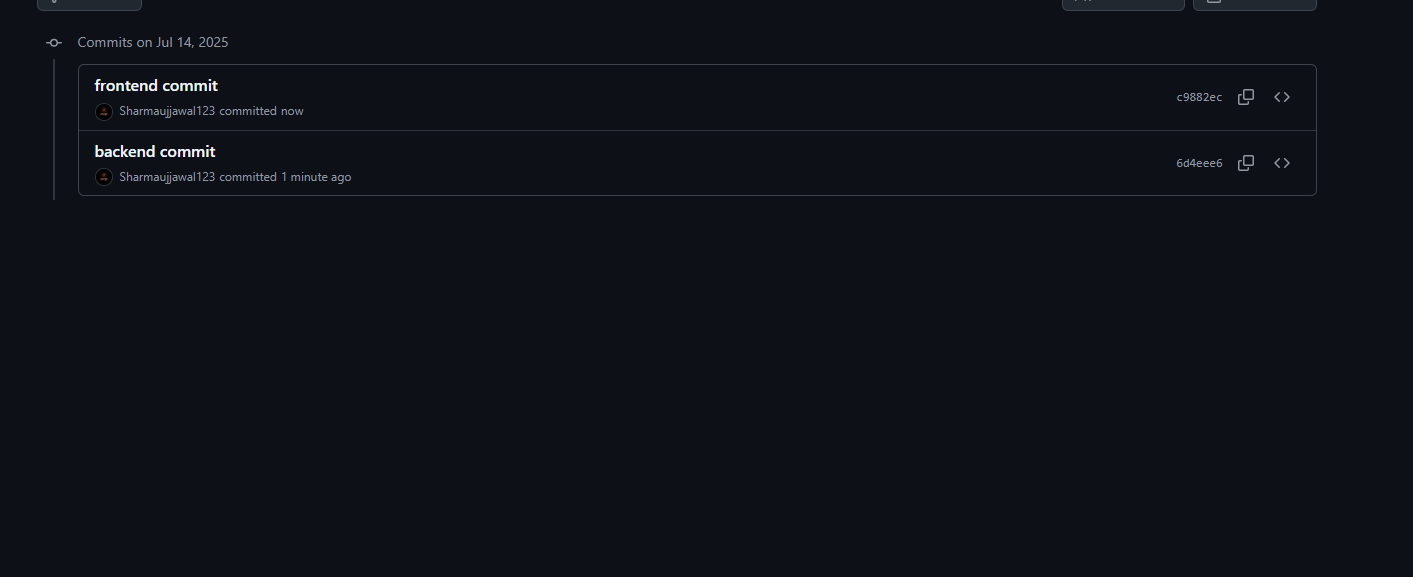 Commits on Jul 14, 2025
frontend commit
Sharmaujjawal123 committed now
c9882ec
backend commit
Sharmaujjawal123 committed 1 minute ago
6d4eee6